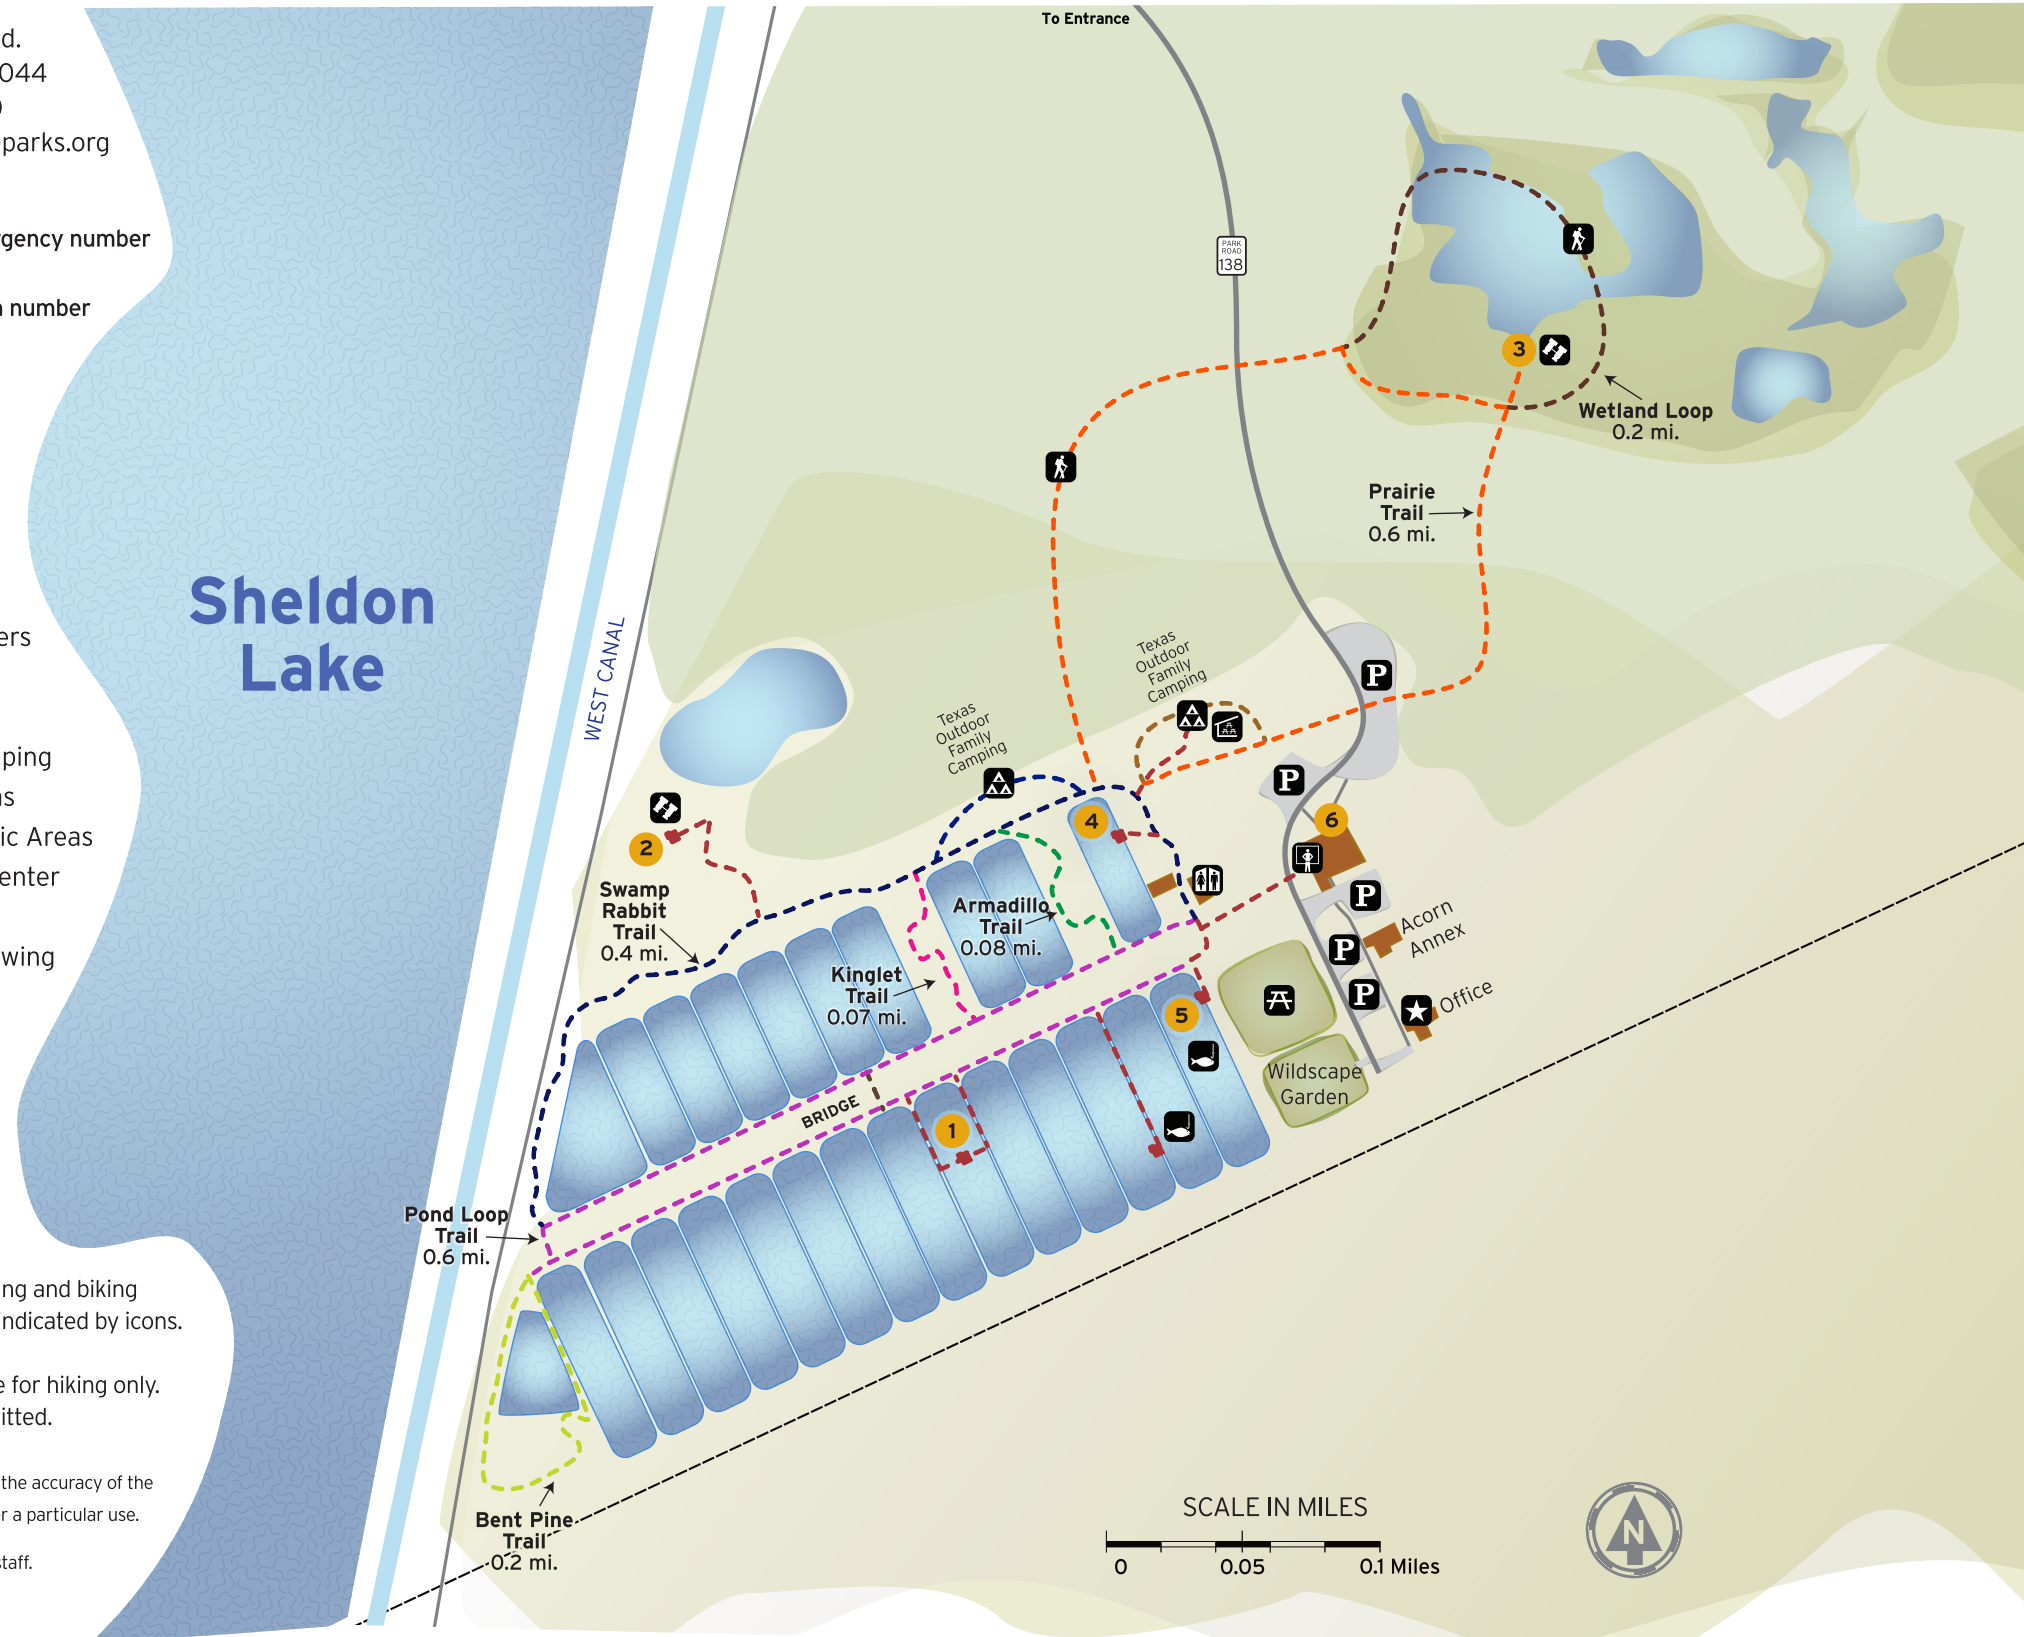 d.
044
parks.org
rgency number
number
ers
ping
ns
ic Areas
enter
wing
ing and biking
indicated by icons.
e for hiking only.
itted.
the accuracy of the
r a particular use.
staff.
Sheldon
Lake
WEST CANAL
To Entrance
PARK
ROAD
138
3
Wetland Loop
0.2 mi.
Prairie
Trail
0.6 mi.
Texas
Outdoor
Family
Camping
Texas
Outdoor
Family
Camping
P
P
2
4
6
Swamp
Rabbit
Trail
0.4 mi.
Armadillo
Trail
0.08 mi.
Kinglet
Trail
0.07 mi.
P
Acorn
Annex
P
P
Office
5
Wildscape
Garden
BRIDGE
1
Pond Loop
Trail
0.6 mi.
Bent Pine
Trail
0.2 mi.
SCALE IN MILES
0 0.05 0.1 Miles
N